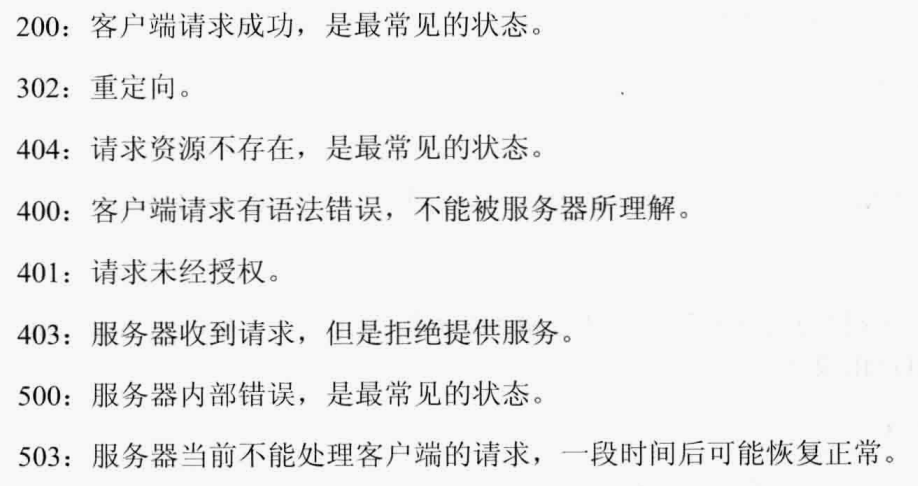 200：客户端请求成功，是最常见的状态。
302：重定向。
404：请求资源不存在，是最常见的状态。
400：客户端请求有语法错误，不能被服务器所理解。
401：请求未经授权。
403：服务器收到请求，但是拒绝提供服务。
500：服务器内部错误，是最常见的状态。
503：服务器当前不能处理客户端的请求，一段时间后可能恢复正常。